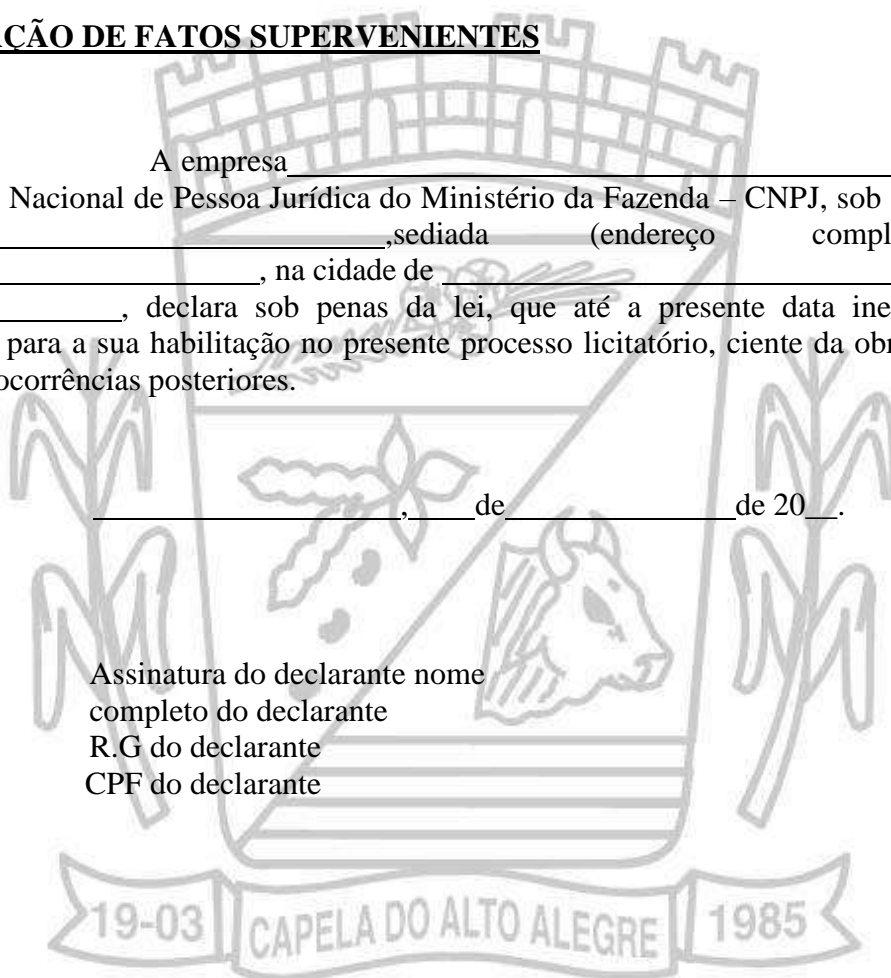 AÇÃO DE FATOS SUPERVENIENTES
A empresa
Nacional de Pessoa Jurídica do Ministério da Fazenda – CNPJ, sob
,sediada (endereço compl
, na cidade de
, declara sob penas da lei, que até a presente data ine
para a sua habilitação no presente processo licitatório, ciente da obr
ocorrências posteriores.
, de de 20__.
Assinatura do declarante nome
completo do declarante
R.G do declarante
CPF do declarante
19-03 CAPELA DO ALTO ALEGRE 1985